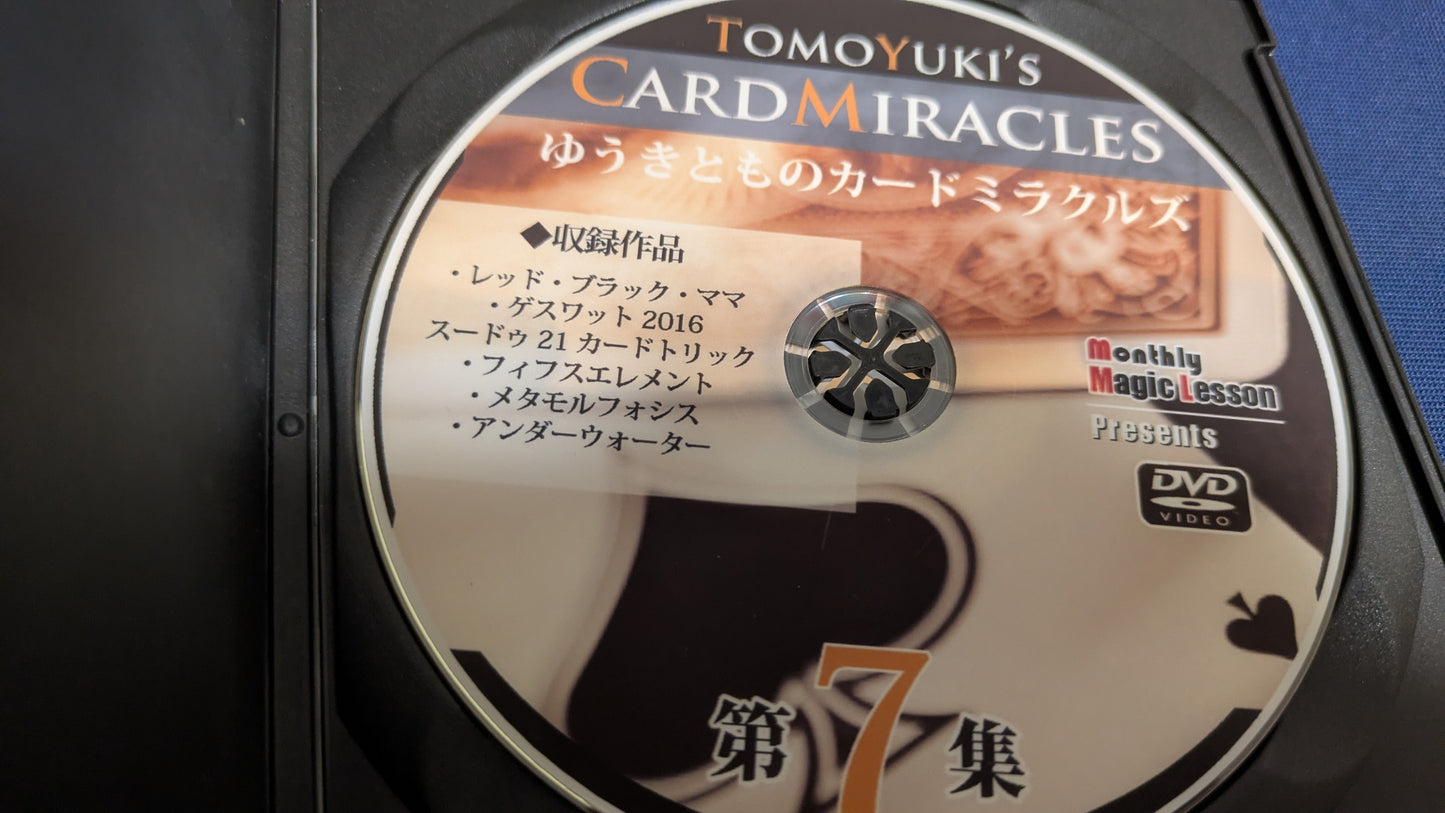 TOMOYUKI'S
CARDMIRACLES
ゆうきとものカードミラクルズ
◆収録作品
・レッド・ブラック・ママ
・ゲスワット 2016
スードゥ 21 カードトリック
・フィフスエレメント
・メタモルフォシス
・アンダーウォーター
Monthly
Magic Lesson
Presents
DVD
VIDEO
第7集